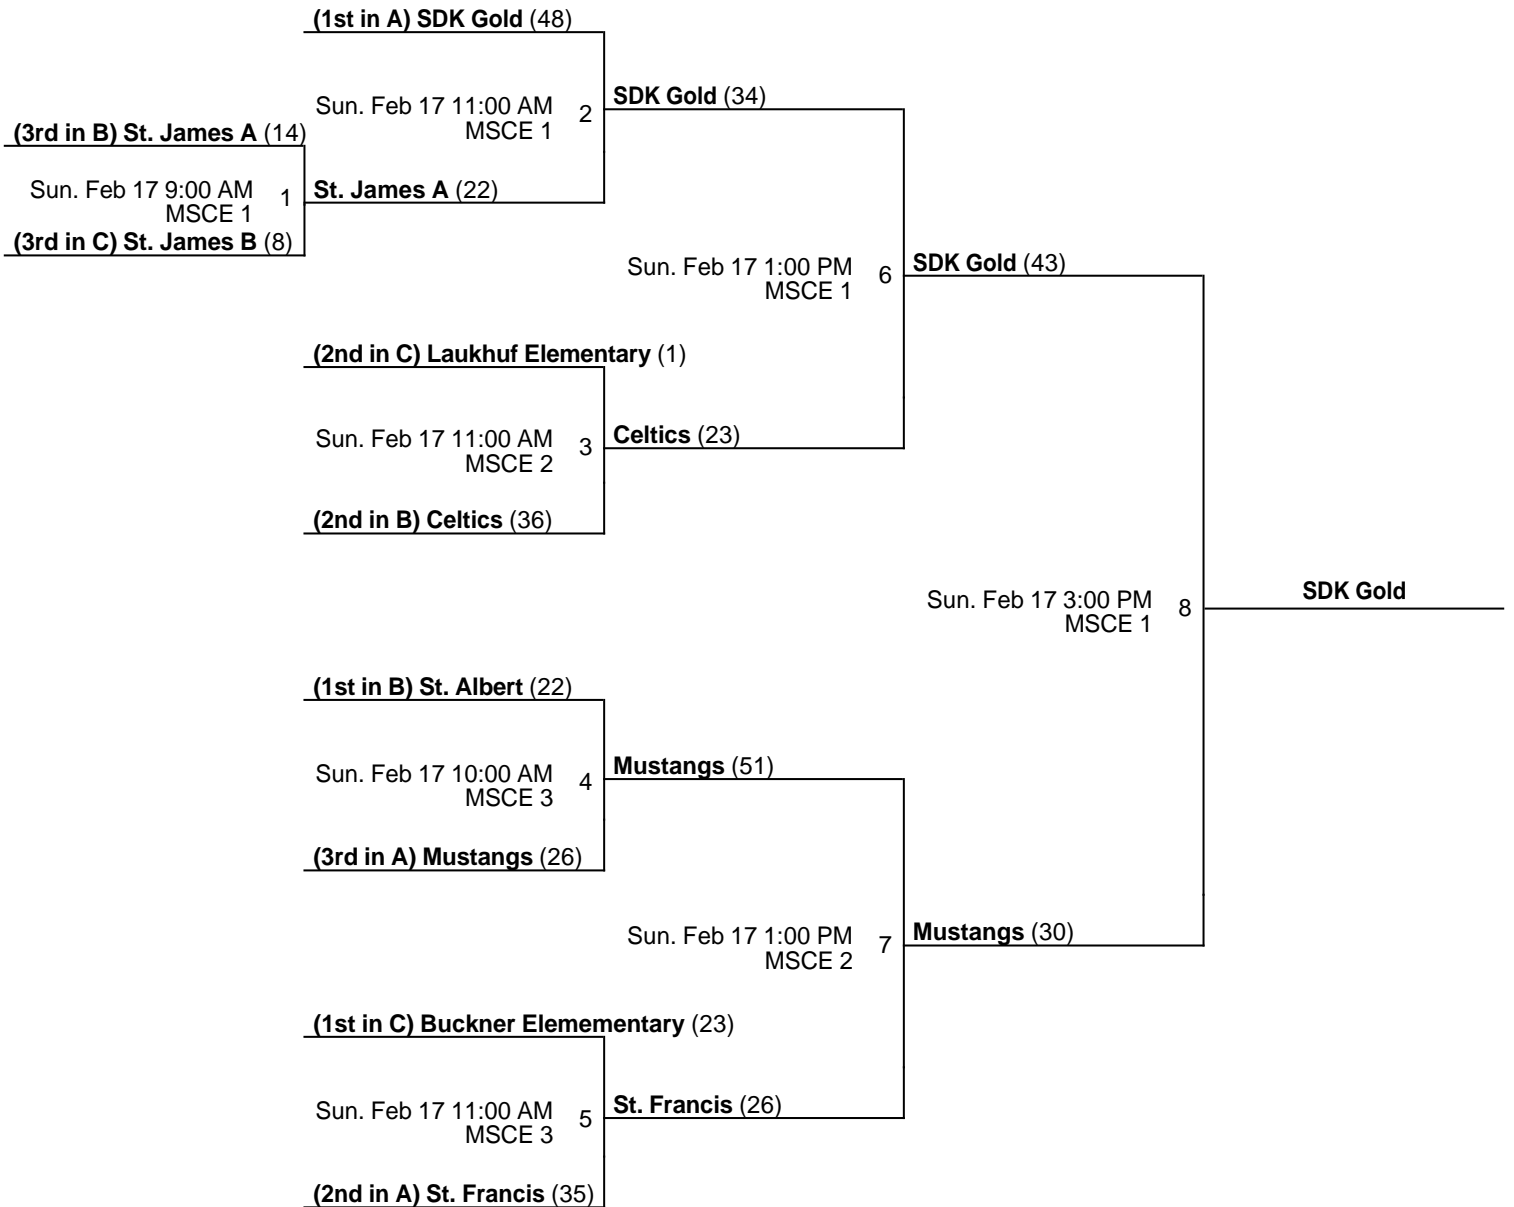 (1st in A) SDK Gold (48)
Sun. Feb 17 11:00 AM
MSCE 1
2
SDK Gold (34)
(3rd in B) St. James A (14)
Sun. Feb 17 9:00 AM
MSCE 1
1
St. James A (22)
(3rd in C) St. James B (8)
Sun. Feb 17 1:00 PM
MSCE 1
6
SDK Gold (43)
(2nd in C) Laukhuf Elementary (1)
Sun. Feb 17 11:00 AM
MSCE 2
3
Celtics (23)
(2nd in B) Celtics (36)
Sun. Feb 17 3:00 PM
MSCE 1
8
SDK Gold
(1st in B) St. Albert (22)
Sun. Feb 17 10:00 AM
MSCE 3
4
Mustangs (51)
(3rd in A) Mustangs (26)
Sun. Feb 17 1:00 PM
MSCE 2
7
Mustangs (30)
(1st in C) Buckner Elemementary (23)
Sun. Feb 17 11:00 AM
MSCE 3
5
St. Francis (26)
(2nd in A) St. Francis (35)